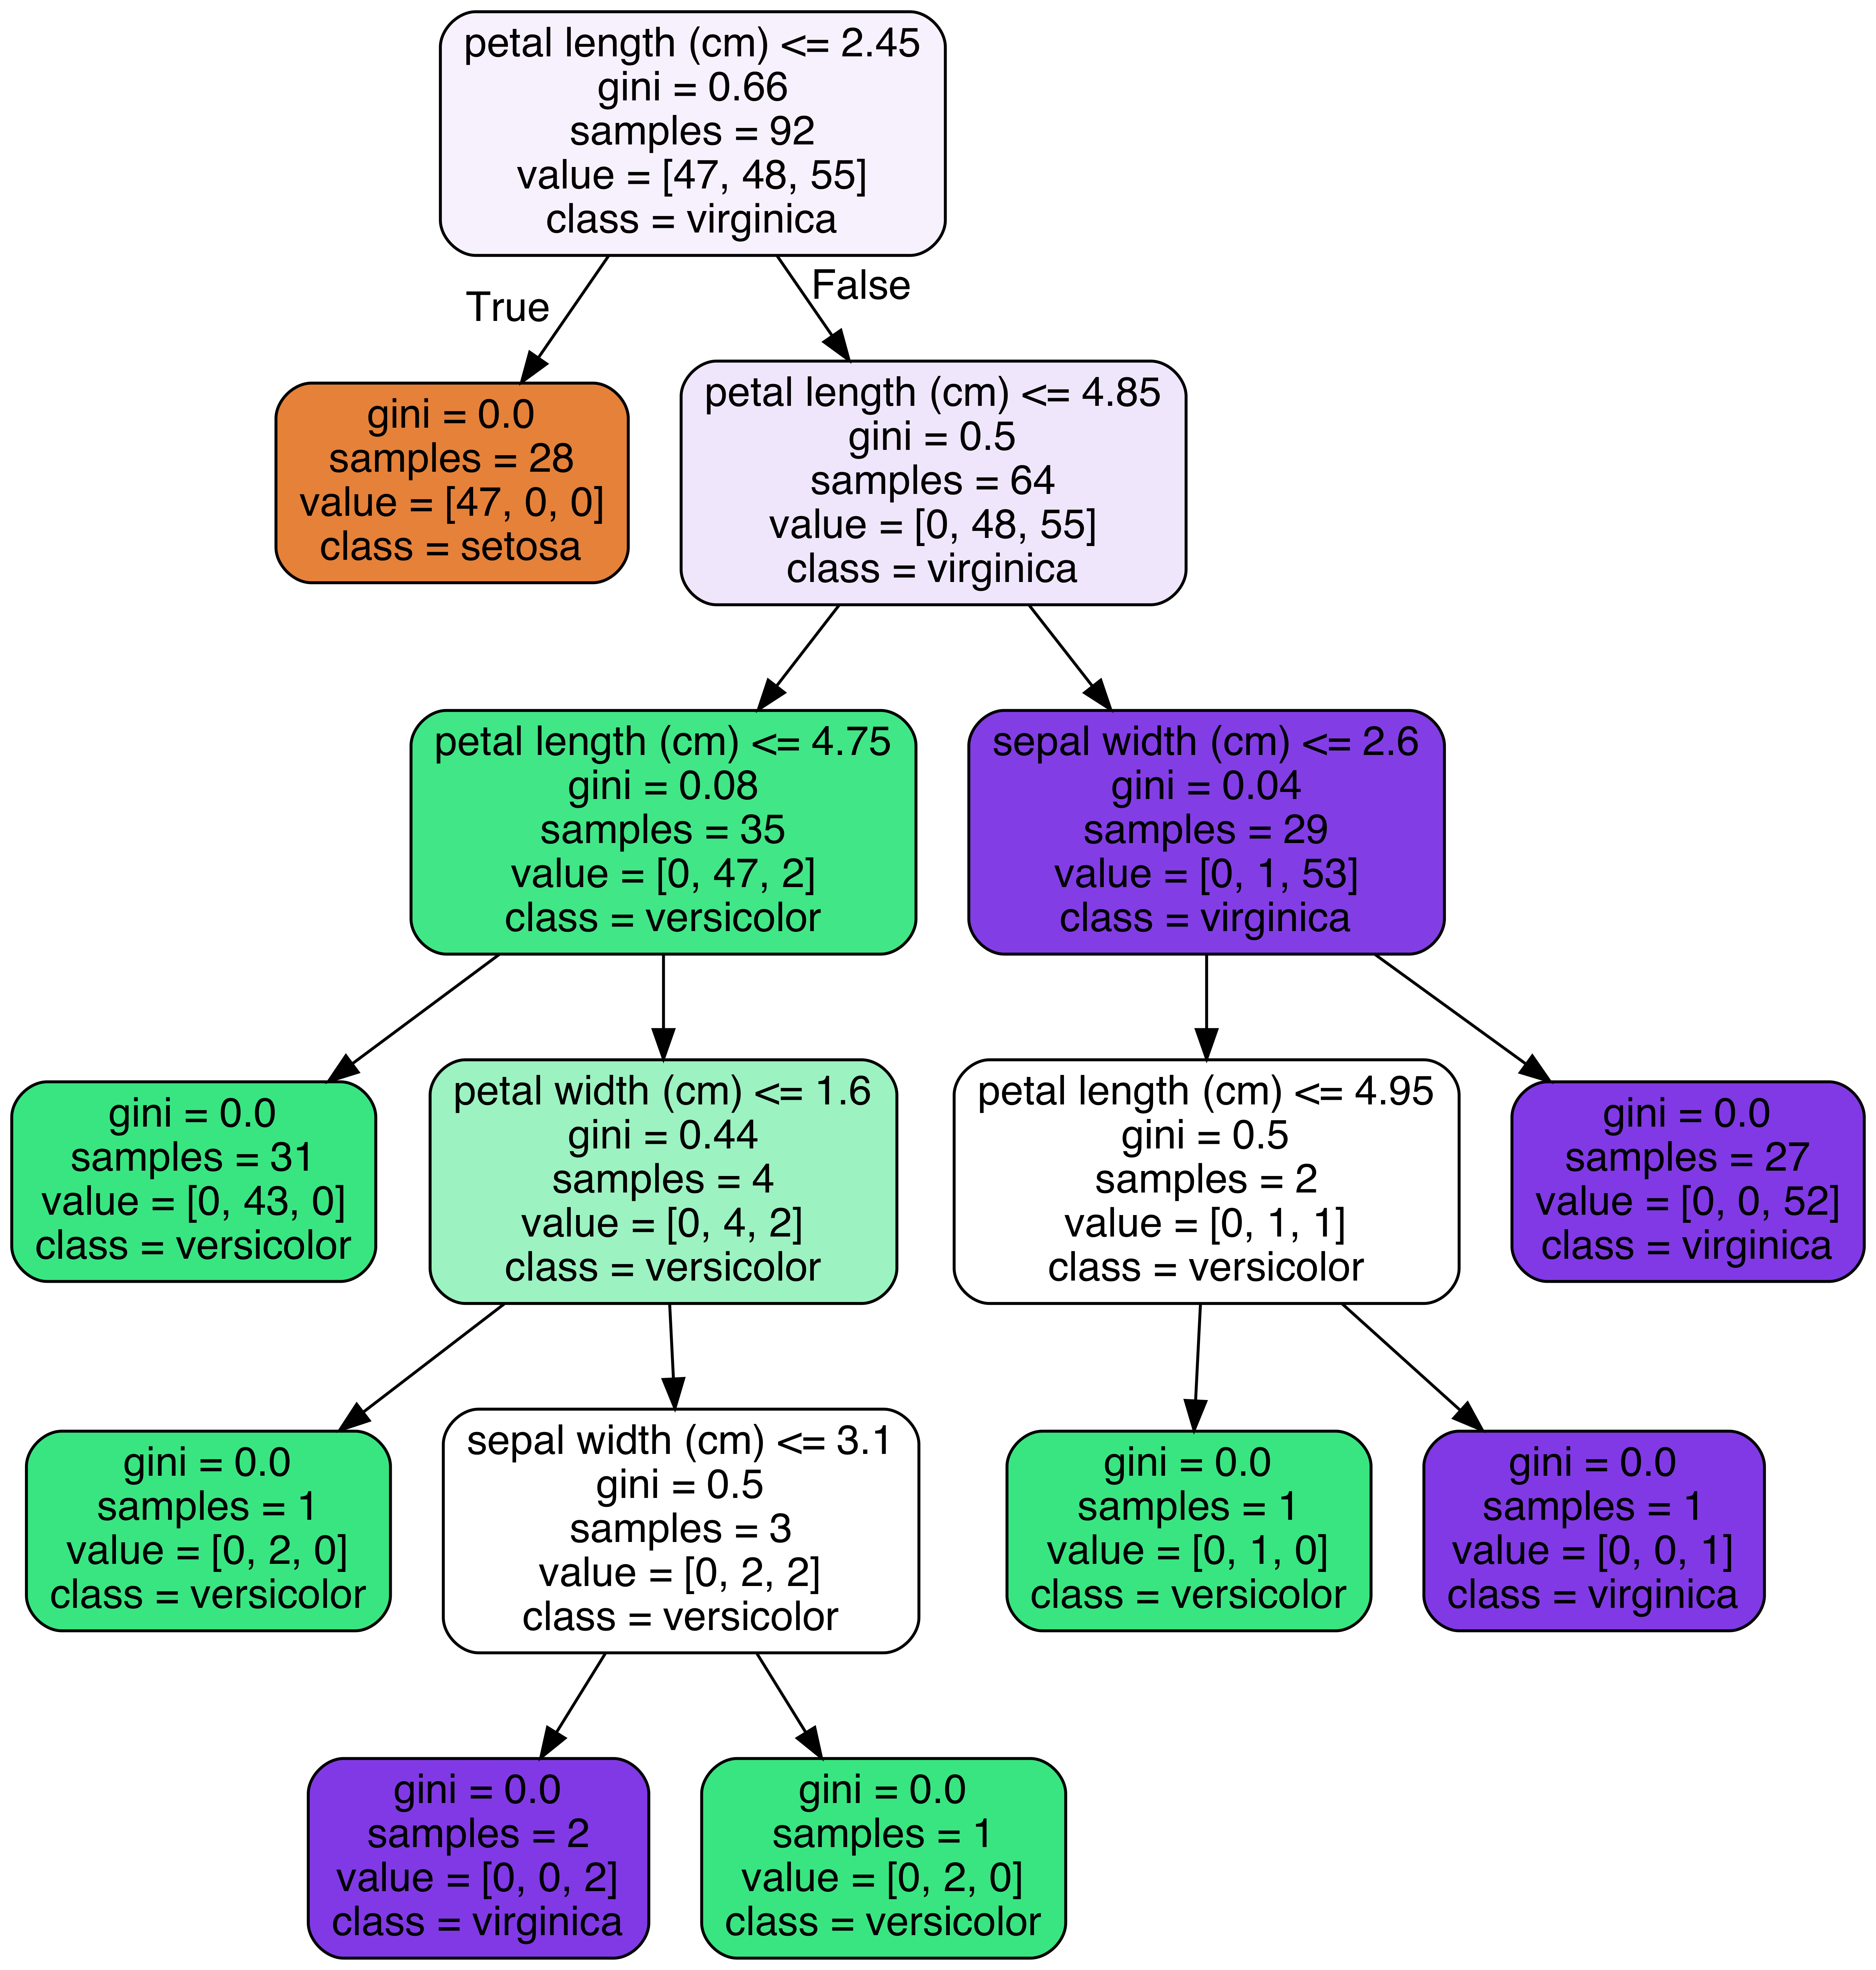 petal length (cm) <= 2.45
gini = 0.66
samples = 92
value = [47, 48, 55]
class = virginica
True
False
gini = 0.0
samples = 28
value = [47, 0, 0]
class = setosa
petal length (cm) <= 4.85
gini = 0.5
samples = 64
value = [0, 48, 55]
class = virginica
petal length (cm) <= 4.75
gini = 0.08
samples = 35
value = [0, 47, 2]
class = versicolor
sepal width (cm) <= 2.6
gini = 0.04
samples = 29
value = [0, 1, 53]
class = virginica
gini = 0.0
samples = 31
value = [0, 43, 0]
class = versicolor
petal width (cm) <= 1.6
gini = 0.44
samples = 4
value = [0, 4, 2]
class = versicolor
petal length (cm) <= 4.95
gini = 0.5
samples = 2
value = [0, 1, 1]
class = versicolor
gini = 0.0
samples = 27
value = [0, 0, 52]
class = virginica
gini = 0.0
samples = 1
value = [0, 2, 0]
class = versicolor
sepal width (cm) <= 3.1
gini = 0.5
samples = 3
value = [0, 2, 2]
class = versicolor
gini = 0.0
samples = 1
value = [0, 1, 0]
class = versicolor
gini = 0.0
samples = 1
value = [0, 0, 1]
class = virginica
gini = 0.0
samples = 2
value = [0, 0, 2]
class = virginica
gini = 0.0
samples = 1
value = [0, 2, 0]
class = versicolor